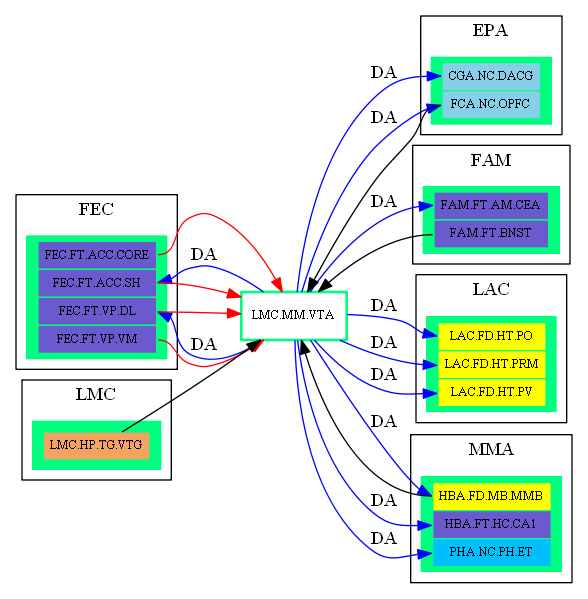 EPA
CGA.NC.DACG
FCA.NC.OPFC
DA
DA
FAM
FAM.FT.AM.CEA
FAM.FT.BNST
DA
FEC
FEC.FT.ACC.CORE
FEC.FT.ACC.SH
FEC.FT.VP.DL
FEC.FT.VP.VM
DA
DA
LMC.MM.VTA
LAC
LAC.FD.HT.PO
LAC.FD.HT.PRM
LAC.FD.HT.PV
DA
DA
DA
LMC
LMC.HP.TG.VTG
MMA
HBA.FD.MB.MMB
HBA.FT.HC.CA1
PHA.NC.PH.ET
DA
DA
DA